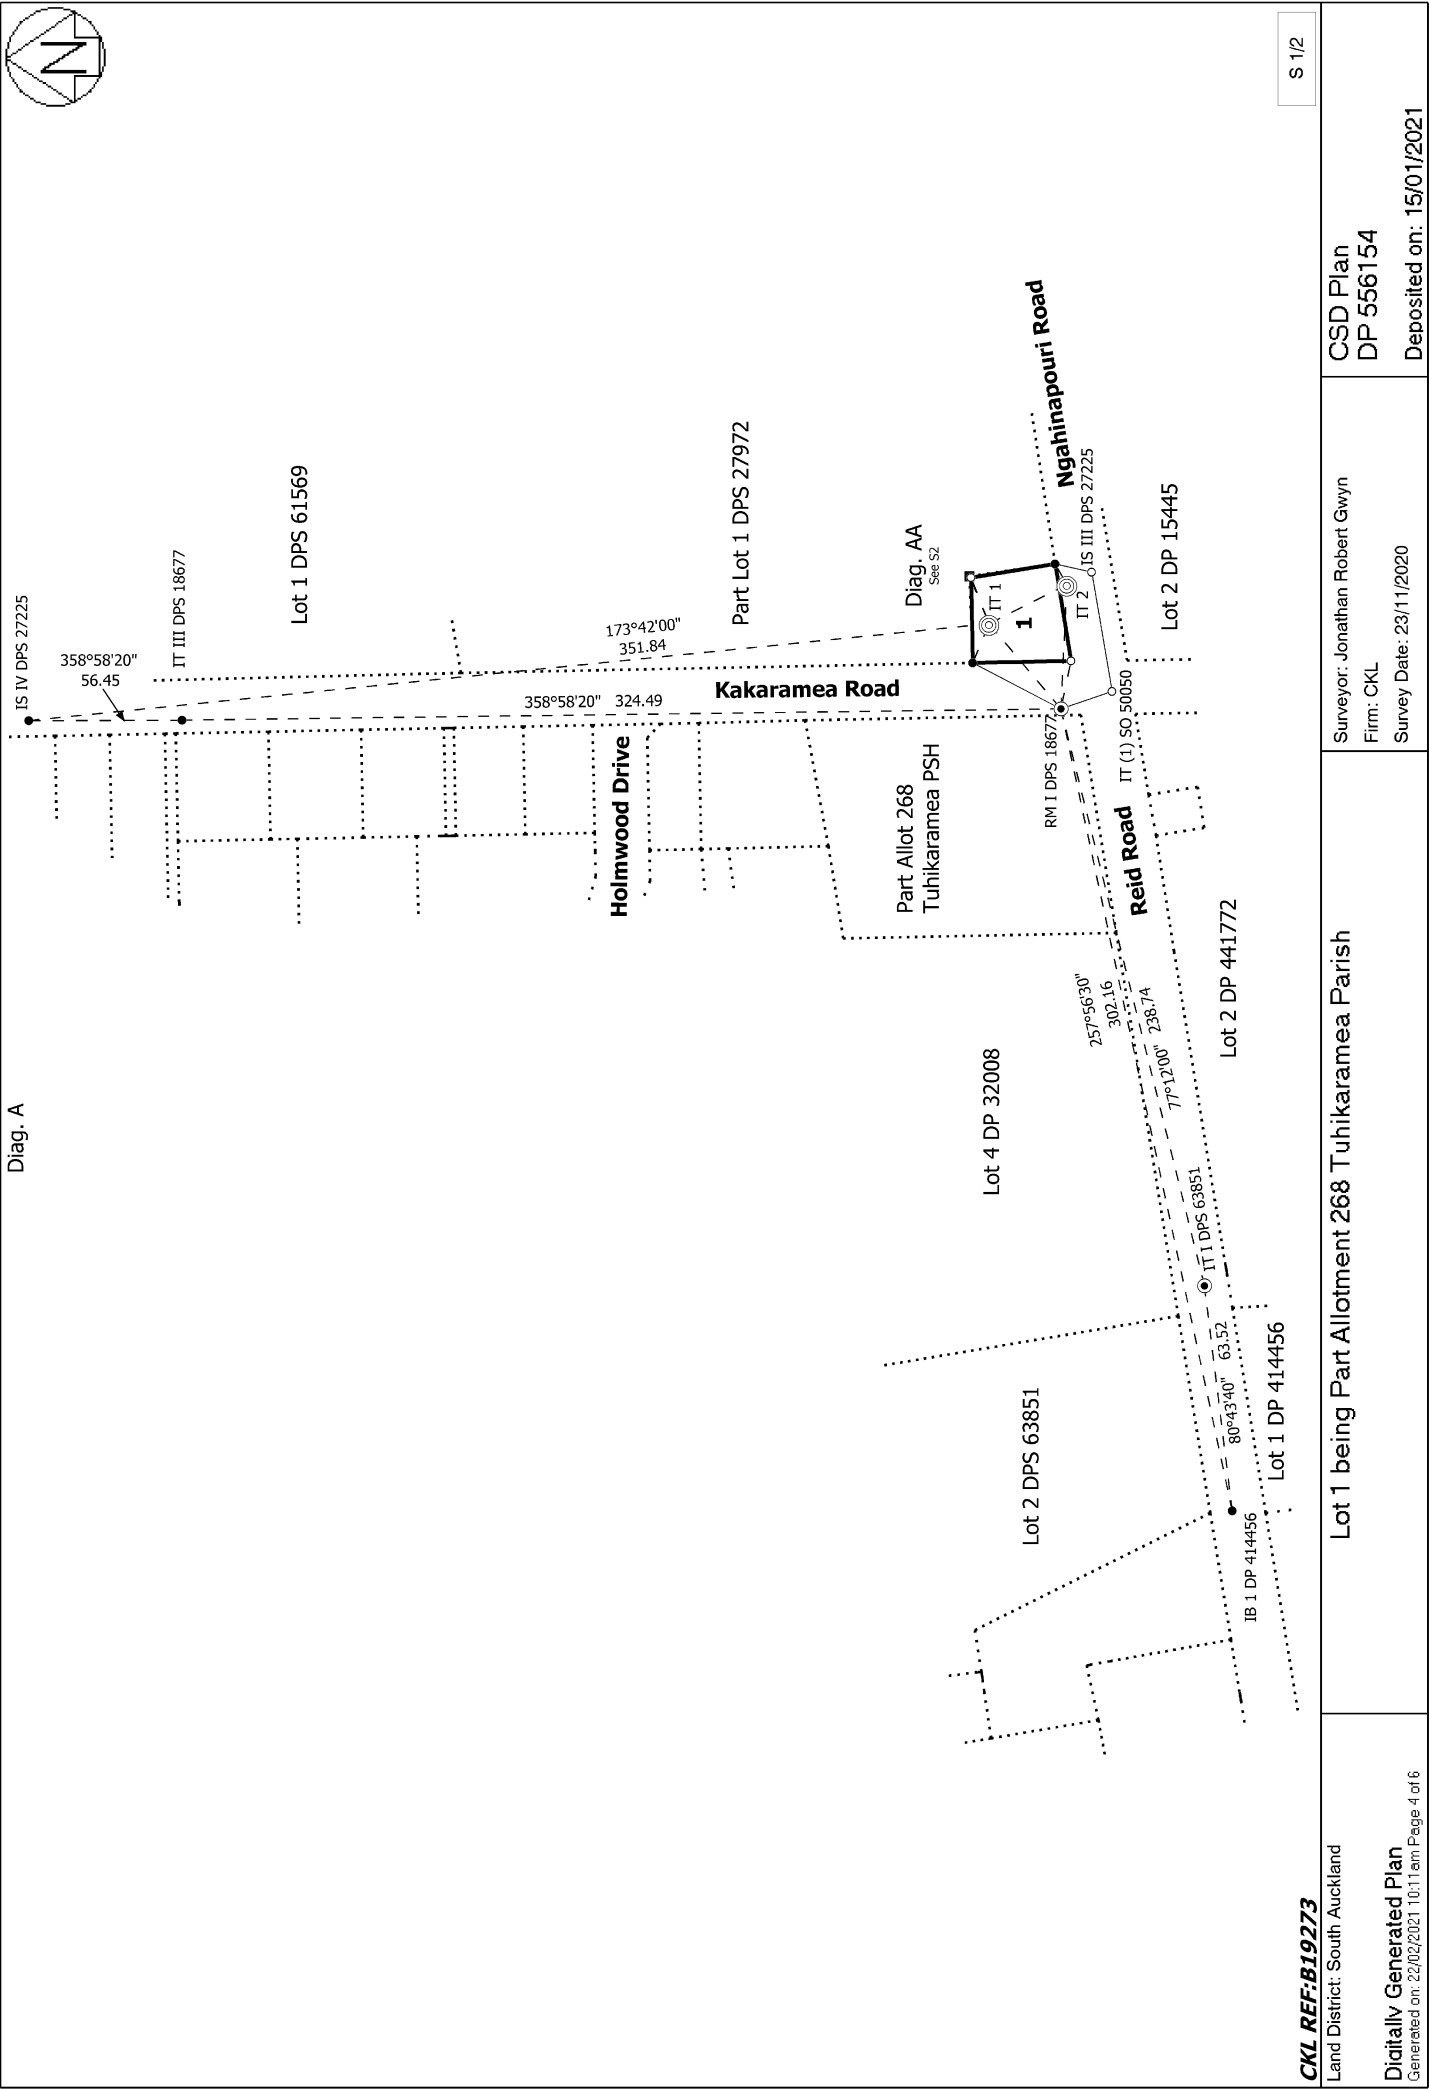 Diag. A
N
IS IV DPS 27225
358°58'20"
56.45
IT III DPS 18677
Lot 1 DPS 61569
173°42'00"
351.84
358°58'20" 324.49
Part Lot 1 DPS 27972
Kakaramea Road
Holmwood Drive
Part Allot 268
Tuhikaramea PSH
Diag. AA
See S2
IT 1
1
IT 2
Ngahinapouri Road
IS III DPS 27225
RM I DPS 18677
IT (1) SO 50050
Lot 2 DP 15445
Reid Road
257°56'30"
302.16
77°12'00" 238.74
Lot 2 DP 441772
Lot 4 DP 32008
IT I DPS 63851
80°43'40" 63.52
Lot 1 DP 414456
Lot 2 DPS 63851
IB 1 DP 414456
S 1/2
CKL REF:B19273
Land District: South Auckland
Digitally Generated Plan
Generated on: 22/02/2021 10:11am Page 4 of 6
Lot 1 being Part Allotment 268 Tuhikaramea Parish
Surveyor: Jonathan Robert Gwyn
Firm: CKL
Survey Date: 23/11/2020
CSD Plan
DP 556154
Deposited on: 15/01/2021